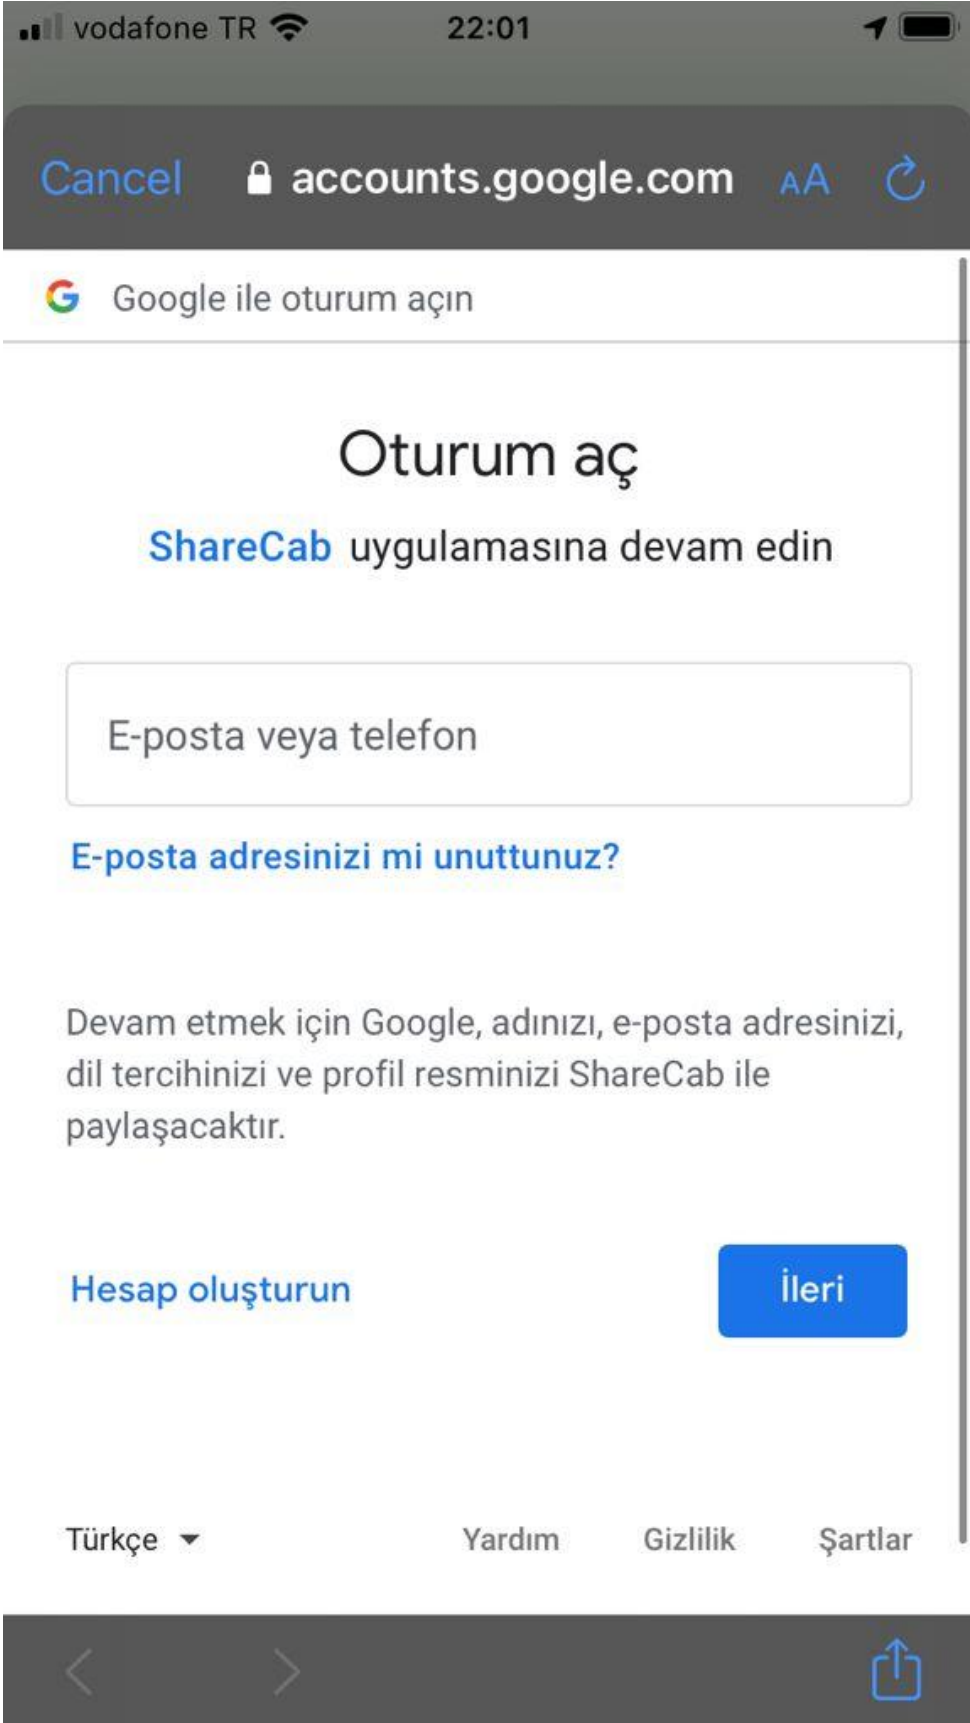 vodafone TR 22:01
Cancel accounts.google.com AA
Google ile oturum açın
Oturum aç
ShareCab uygulamasına devam edin
E-posta veya telefon
E-posta adresinizi mi unuttunuz?
Devam etmek için Google, adınızı, e-posta adresinizi,
dil tercihinizi ve profil resminizi ShareCab ile
paylaşacaktır.
Hesap oluşturun İleri
Türkçe Yardım Gizlilik Şartlar